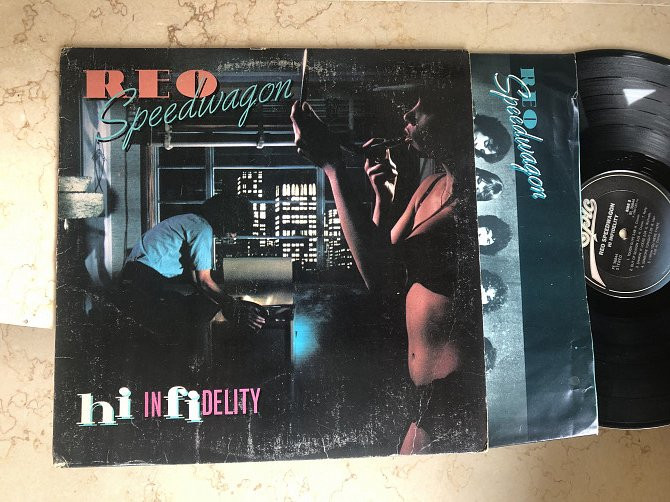 REO
Speedwagon
hi INfiDELITY
REO
Speedwagon
Epic
REO SPEEDWAGON
HI INFIDELITY